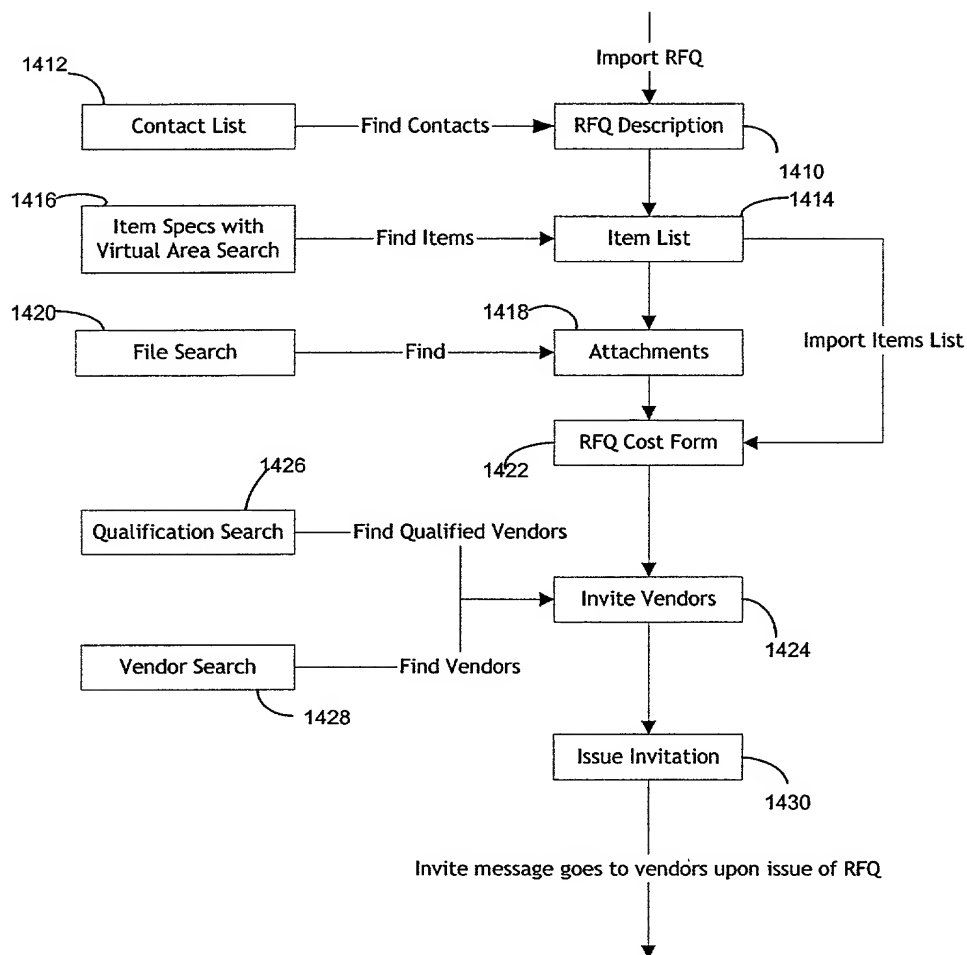 Import RFQ
1412
Contact List
Find Contacts
RFQ Description
1410
1416
Item Specs with
Virtual Area Search
Find Items
Item List
1414
1420
File Search
Find
1418
Attachments
Import Items List
RFQ Cost Form
1422
1426
Qualification Search
Find Qualified Vendors
Invite Vendors
1424
Vendor Search
Find Vendors
1428
Issue Invitation
1430
Invite message goes to vendors upon issue of RFQ